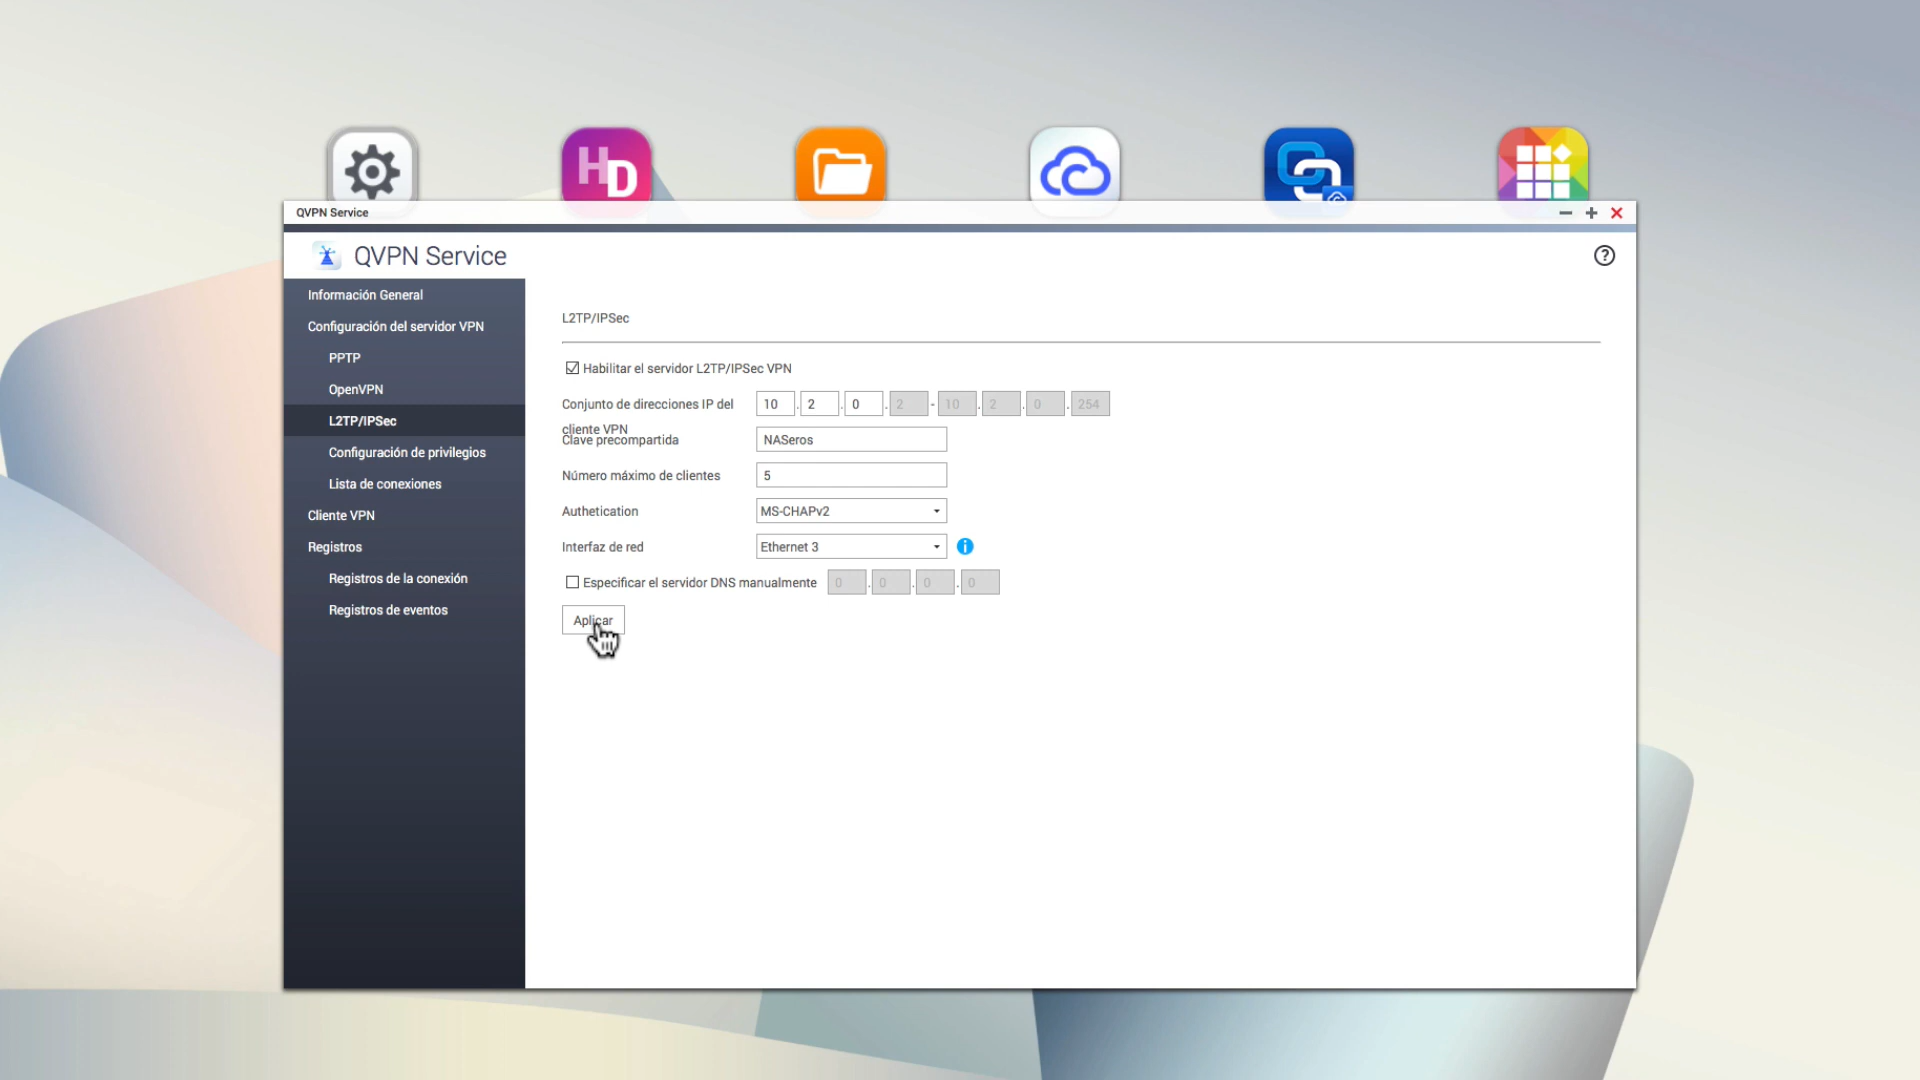 HD
QVPN Service
QVPN Service
?
Información General
Configuración del servidor VPN
PPTP
OpenVPN
L2TP/IPSec
Configuración de privilegios
Lista de conexiones
Cliente VPN
Registros
Registros de la conexión
Registros de eventos
L2TP/IPSec
Habilitar el servidor L2TP/IPSec VPN
Conjunto de direcciones IP del cliente VPN 10 . 2 . 0 . 2 - 10 . 2 . 0 . 254
Clave precompartida NASeros
Número máximo de clientes 5
Authetication MS-CHAPv2
Interfaz de red Ethernet 3 i
Especificar el servidor DNS manualmente 0 . 0 . 0 . 0
Aplicar